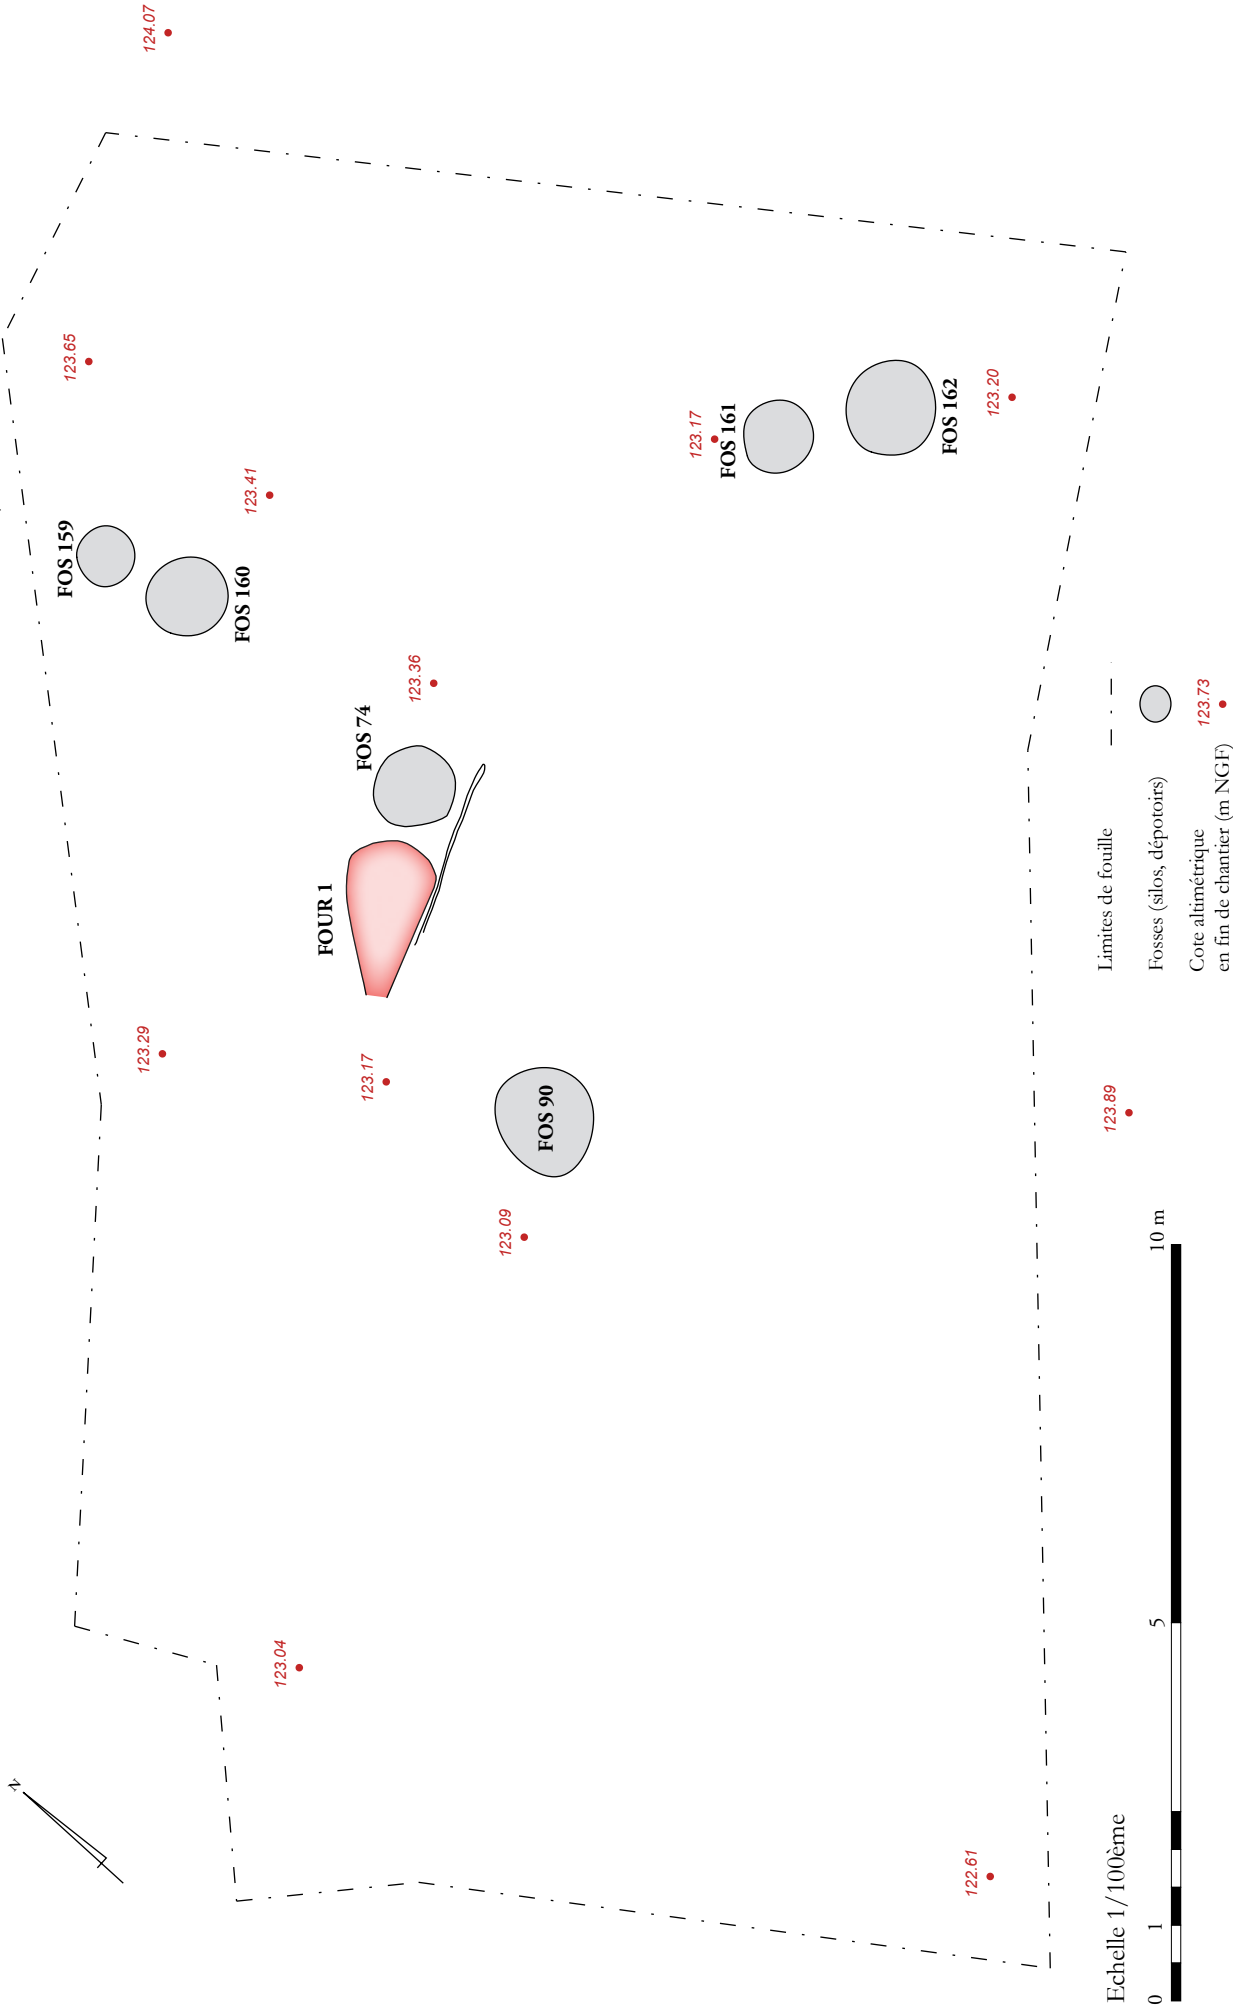 N
124.07
123.65
123.41
FOS 159
FOS 160
123.36
FOS 74
FOUR 1
123.29
123.17
FOS 90
123.09
123.04
122.61
123.17
FOS 161
FOS 162
123.20
123.89
Echelle 1/100ème
0
1
5
10 m
Limites de fouille
Fosses (silos, dépotoirs)
Cote altimétrique
en fin de chantier (m NGF)
123.73